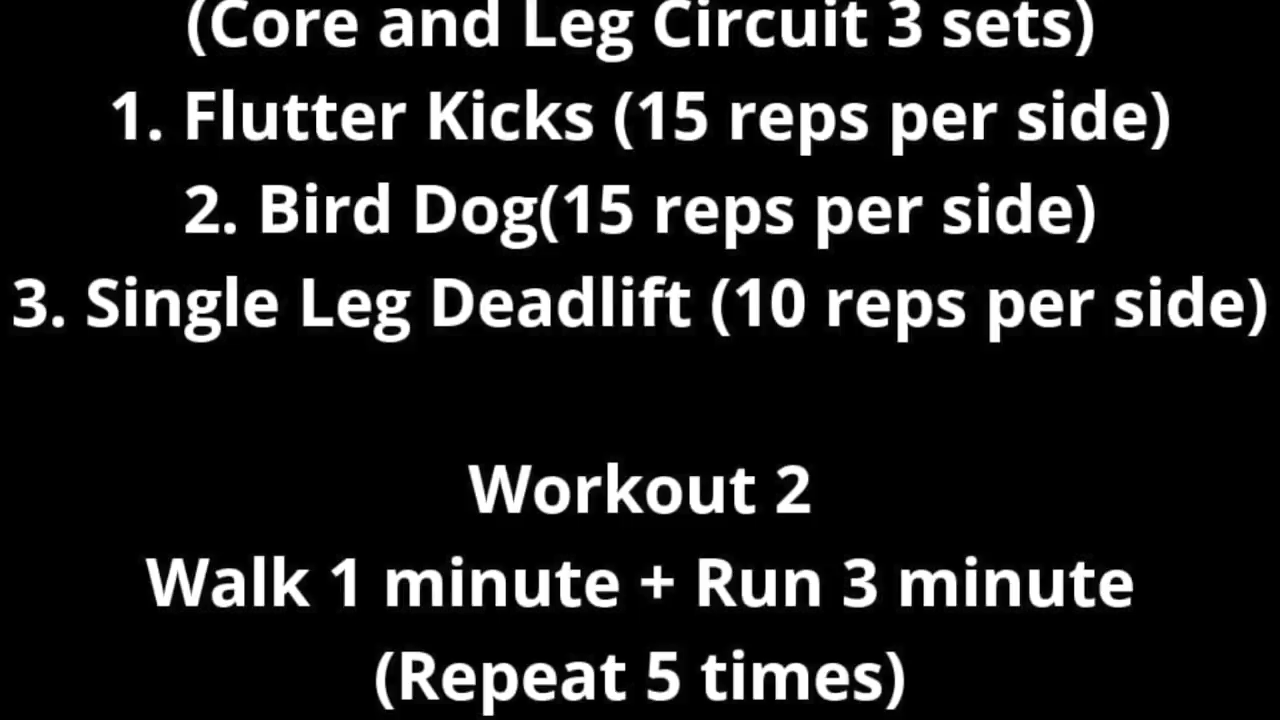 (Core and Leg Circuit 3 sets)
1. Flutter Kicks (15 reps per side)
2. Bird Dog(15 reps per side)
3. Single Leg Deadlift (10 reps per side)
Workout 2
Walk 1 minute + Run 3 minute
(Repeat 5 times)